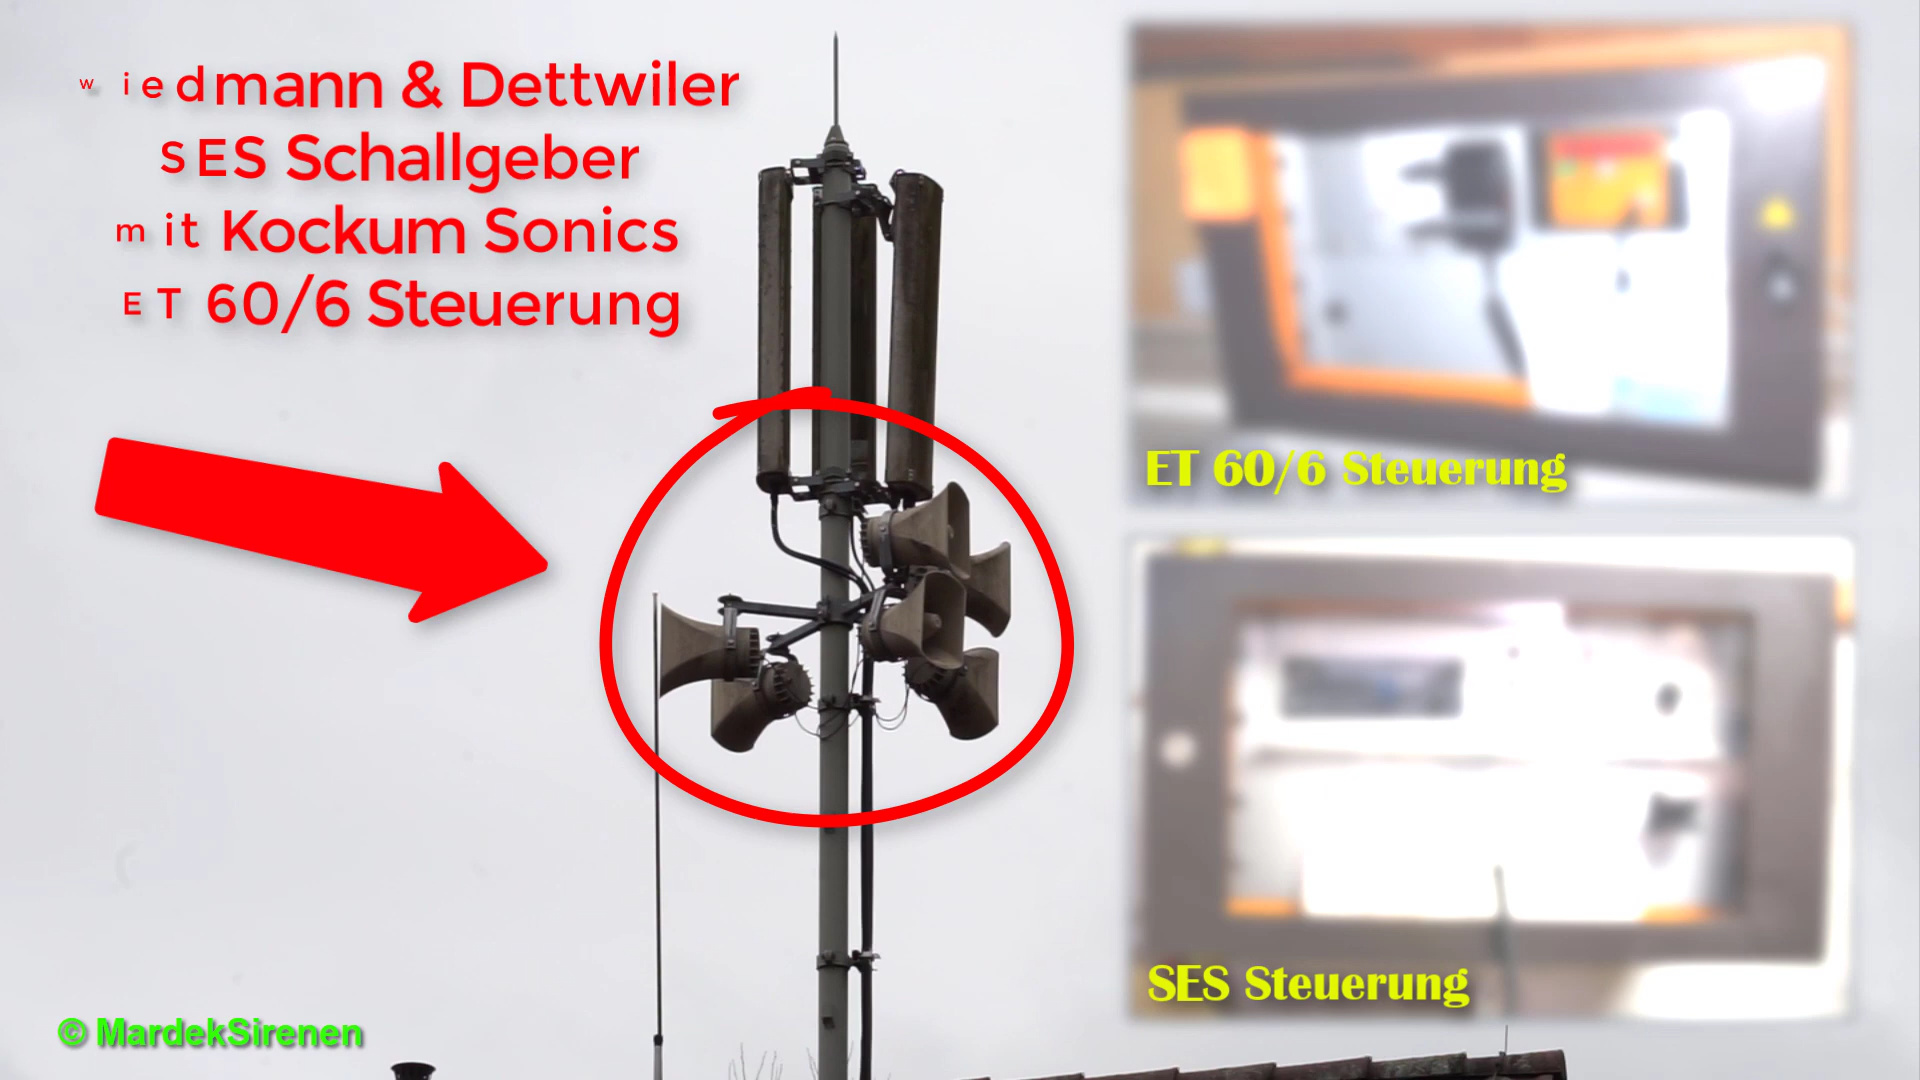 wiedmann & Dettwiler
SES Schallgeber
mit Kockum Sonics
ET 60/6 Steuerung
ET 60/6 Steuerung
SES Steuerung
© MardekSirenen